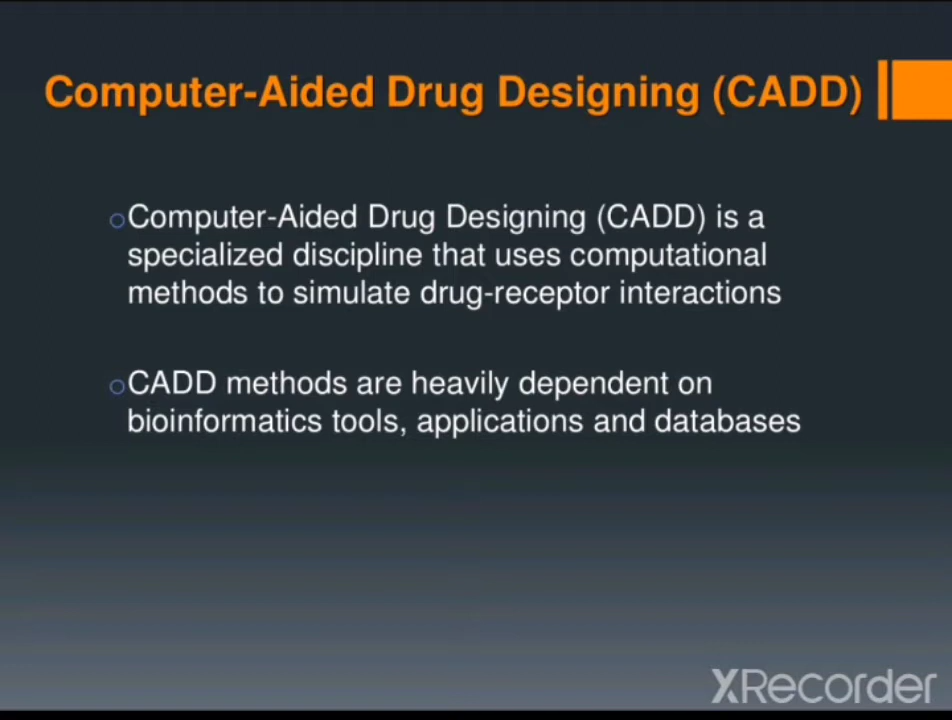 Computer-Aided Drug Designing (CADD)
Computer-Aided Drug Designing (CADD) is a
specialized discipline that uses computational
methods to simulate drug-receptor interactions
CADD methods are heavily dependent on
bioinformatics tools, applications and databases
XRecorder